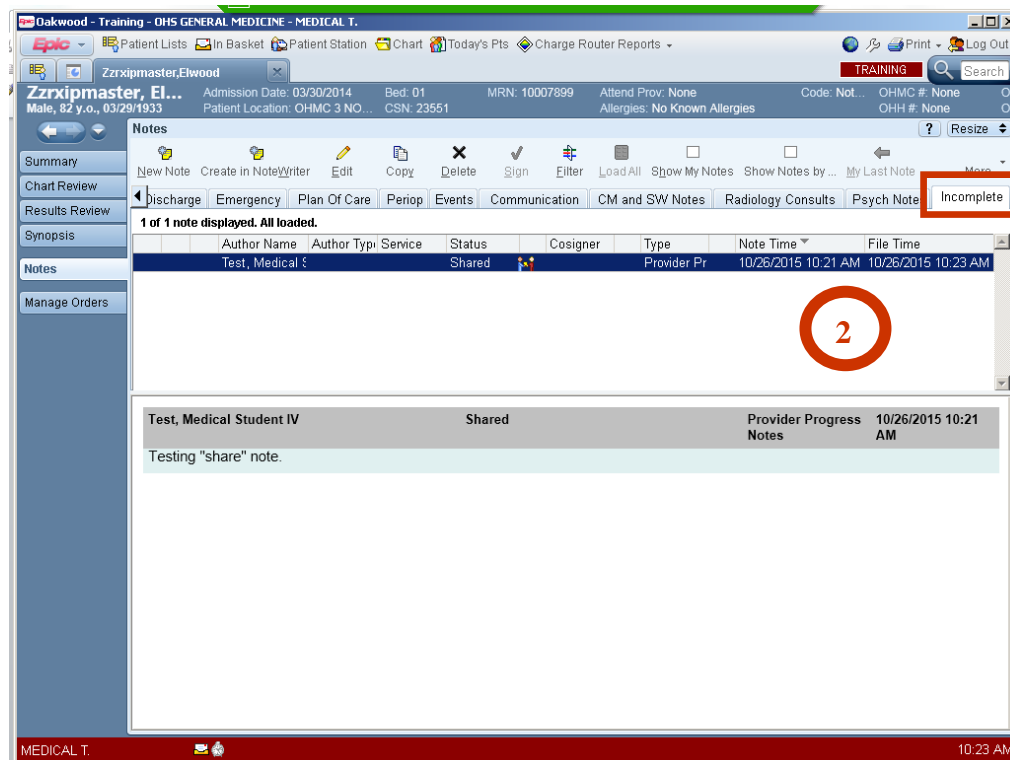 Oakwood - Training - OHS GENERAL MEDICINE - MEDICAL T.
Epic Patient Lists In Basket Patient Station Chart Today's Pts Charge Router Reports Print Log Out
Zzrxipmaster,Elwood TRAINING Search
Zzrxipmaster, El... Admission Date: 03/30/2014 Bed: 01 MRN: 10007899 Attend Prov: None Code: Not... OHMC #: None O
Male, 82 y.o., 03/29/1933 Patient Location: OHMC 3 NO... CSN: 23551 Allergies: No Known Allergies OHH #: None O
Notes ? Resize
Summary
Chart Review
Results Review
Synopsis
Notes
Manage Orders
New Note Create in NoteWriter Edit Copy Delete Sign Filter Load All Show My Notes Show Notes by ... My Last Note More
Discharge Emergency Plan Of Care Periop Events Communication CM and SW Notes Radiology Consults Psych Note Incomplete
1 of 1 note displayed. All loaded.
Author Name Author Typ Service Status Cosigner Type Note Time File Time
Test, Medical S Shared Provider Pr 10/26/2015 10:21 AM 10/26/2015 10:23 AM
2
Test, Medical Student IV Shared Provider Progress 10/26/2015 10:21
Notes AM
Testing "share" note.
MEDICAL T. 10:23 AM